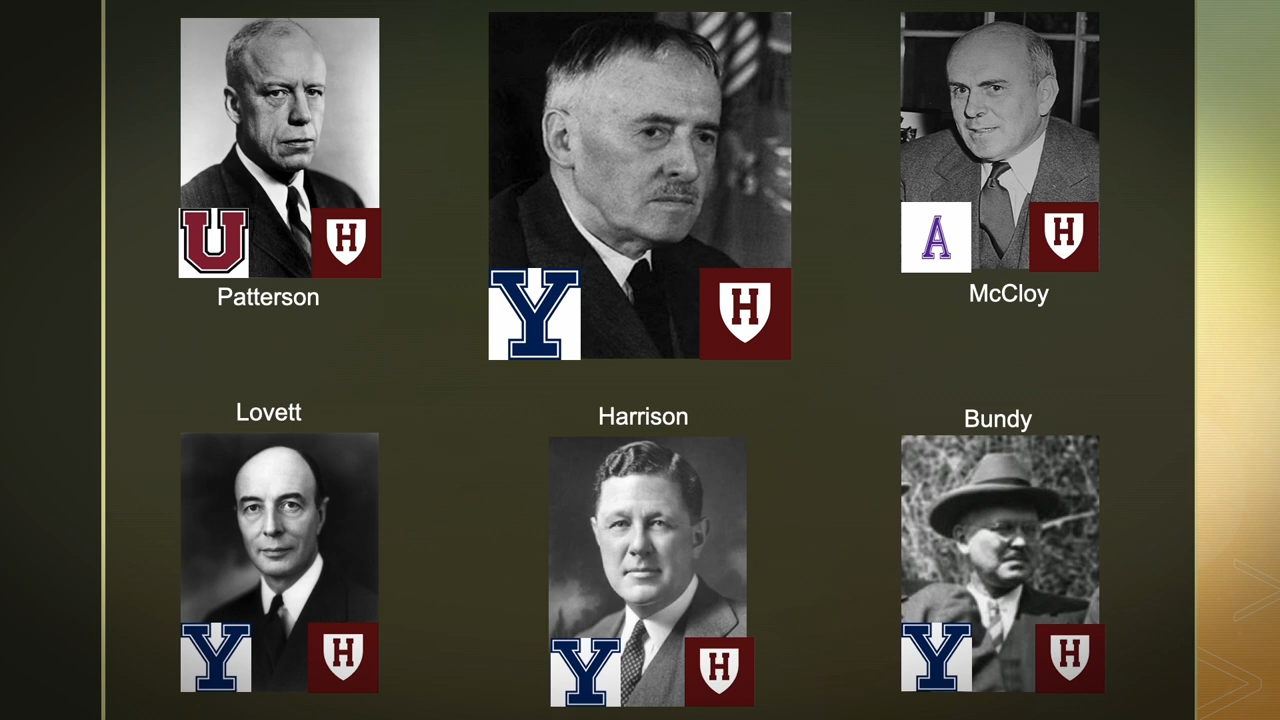 U H
Y H
A H
Patterson
McCloy
Lovett
Harrison
Bundy
Y H
Y H
Y H